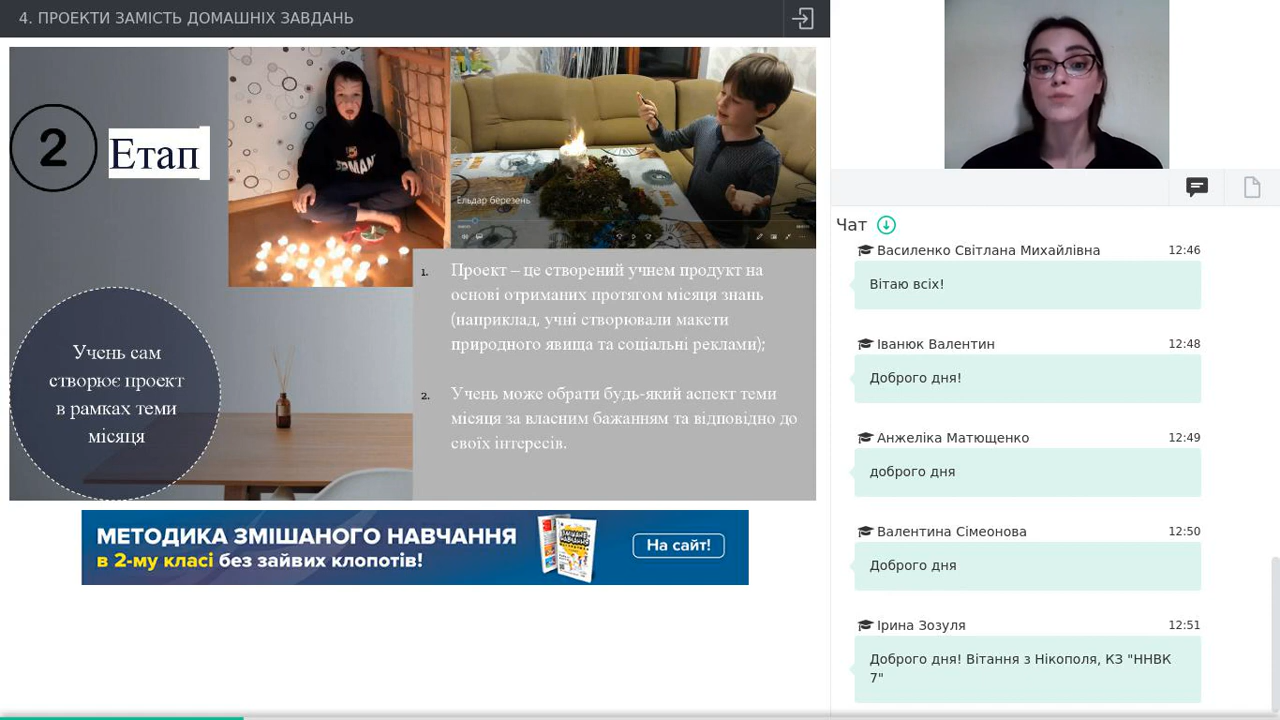 4. ПРОЕКТИ ЗАМІСТЬ ДОМАШНІХ ЗАВДАНЬ
2 Етап
Ельдар березень
Учень сам
створює проект
в рамках теми
місяця
1. Проект – це створений учнем продукт на
основі отриманих протягом місяця знань
(наприклад, учні створювали макети
природного явища та соціальні реклами);
2. Учень може обрати будь-який аспект теми
місяця за власним бажанням та відповідно до
своїх інтересів.
МЕТОДИКА ЗМІШАНОГО НАВЧАННЯ
в 2-му класі без зайвих клопотів!
На сайт!
Чат
Василенко Світлана Михайлівна 12:46
Вітаю всіх!
Іванюк Валентин 12:48
Доброго дня!
Анжеліка Матющенко 12:49
доброго дня
Валентина Сімеонова 12:50
Доброго дня
Ірина Зозуля 12:51
Доброго дня! Вітання з Нікополя, КЗ "ННВК
7"